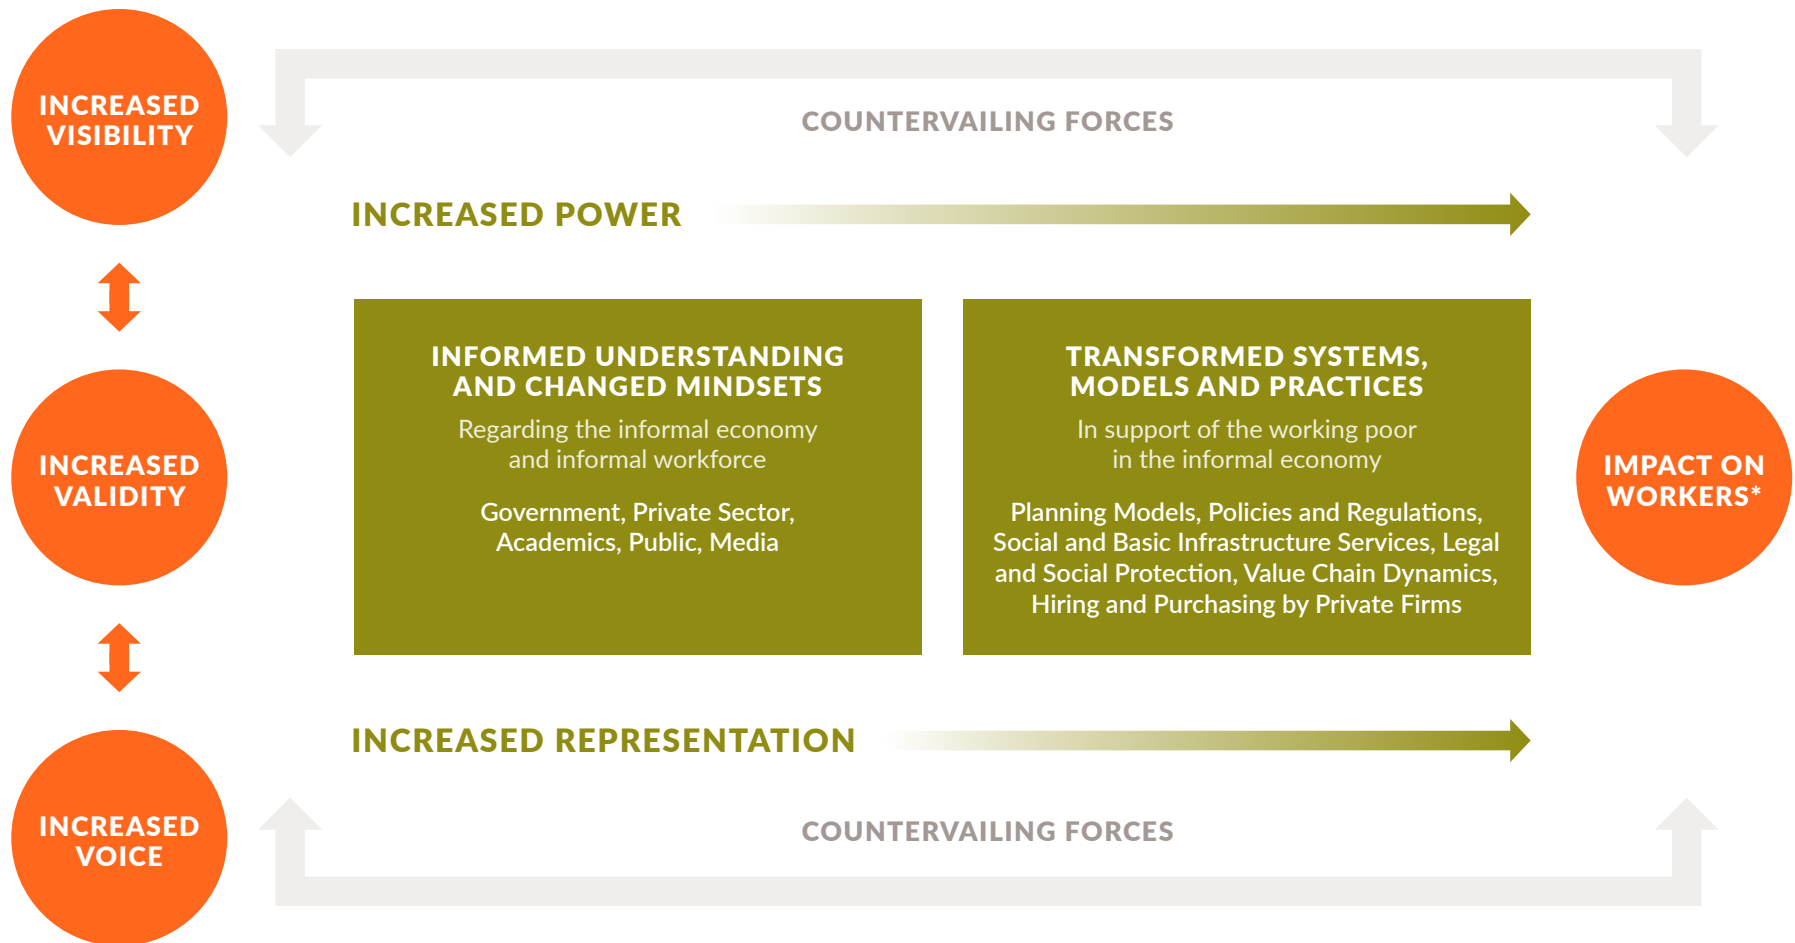 INCREASED
VISIBILITY
COUNTERVAILING FORCES
INCREASED POWER
INFORMED UNDERSTANDING
AND CHANGED MINDSETS
Regarding the informal economy
and informal workforce
Government, Private Sector,
Academics, Public, Media
TRANSFORMED SYSTEMS,
MODELS AND PRACTICES
In support of the working poor
in the informal economy
Planning Models, Policies and Regulations,
Social and Basic Infrastructure Services, Legal
and Social Protection, Value Chain Dynamics,
Hiring and Purchasing by Private Firms
INCREASED
VALIDITY
IMPACT ON
WORKERS*
INCREASED REPRESENTATION
INCREASED
VOICE
COUNTERVAILING FORCES